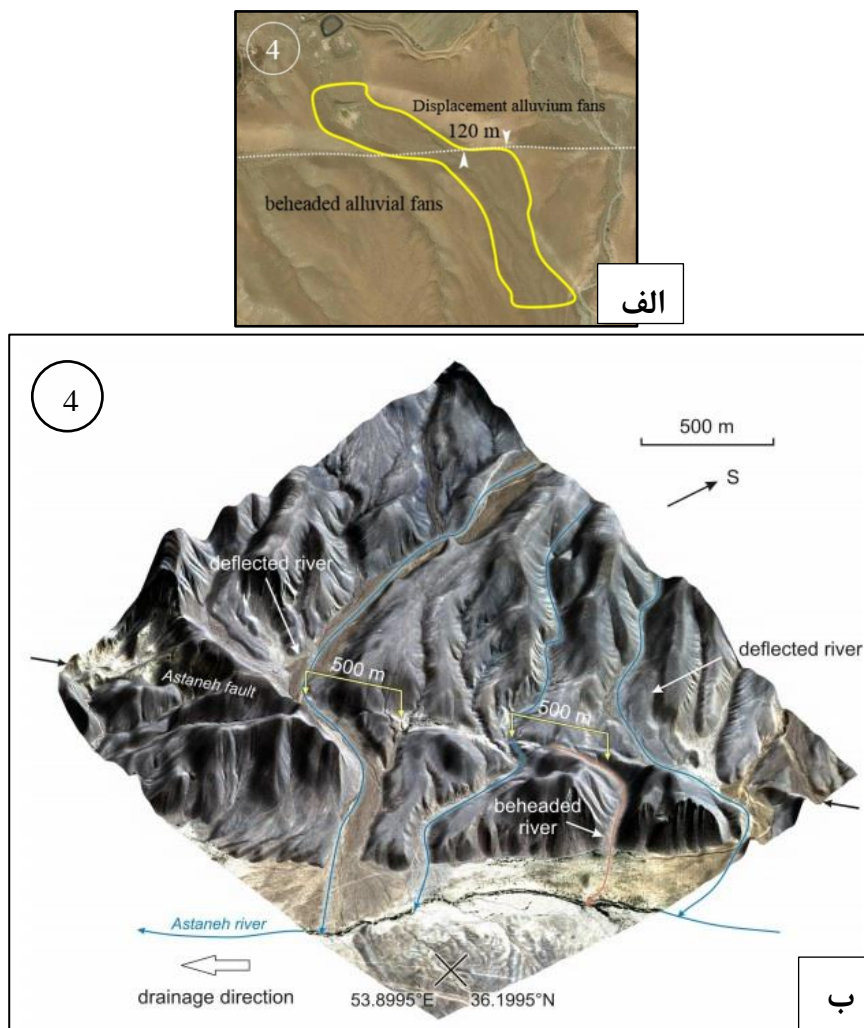 4
Displacement alluvium fans
120 m
beheaded alluvial fans
الف
4
500 m
S
deflected river
deflected river
500 m
Astaneh fault
500 m
beheaded
river
Astaneh river
drainage direction
53.8995°E 36.1995°N
ب